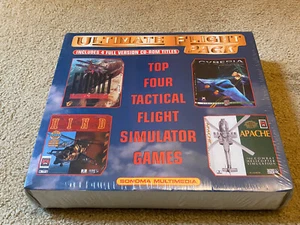 ULTIMATE FLIGHT
PACK
INCLUDES 4 FULL VERSION CD-ROM TITLES
CYBERIA
TOP
FOUR
TACTICAL
FLIGHT
SIMULATOR
GAMES
HIND
APACHE
SONOMA MULTIMEDIA